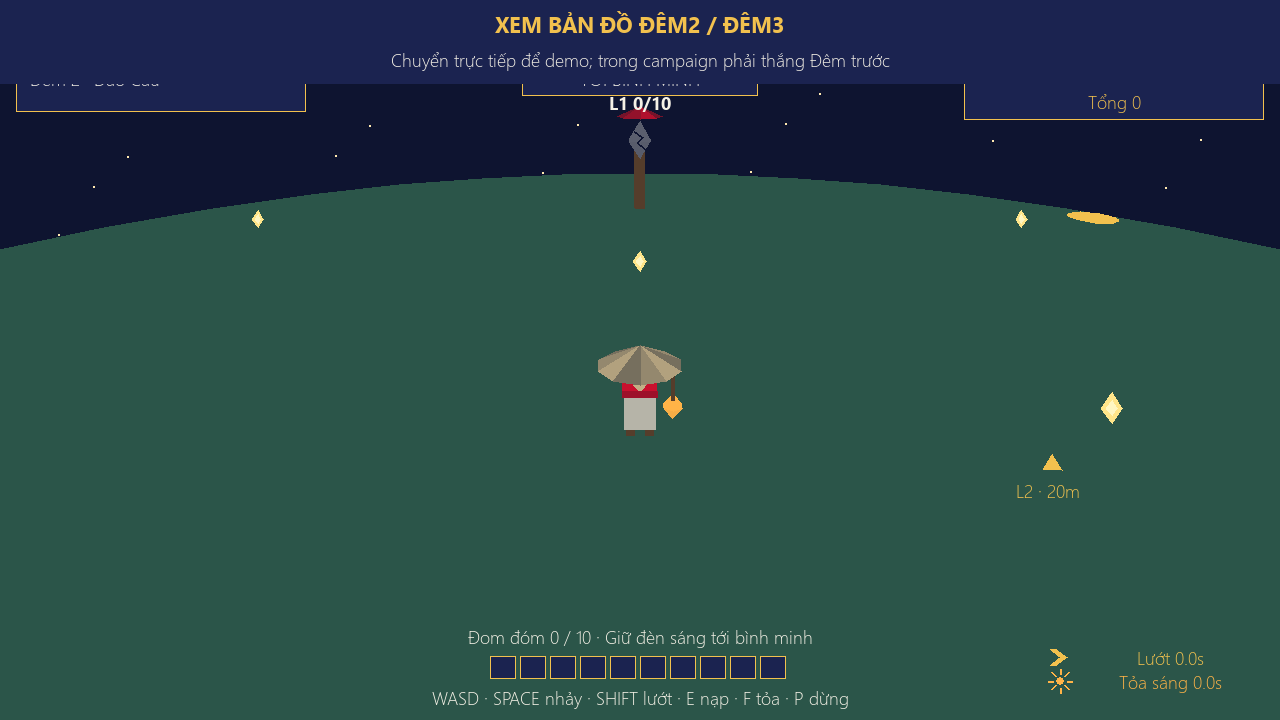 XEM BẢN ĐỒ ĐÊM2 / ĐÊM3
Chuyển trực tiếp để demo; trong campaign phải thắng Đêm trước
L1 0/10
Tổng 0
L2 · 20m
Đom đóm 0 / 10 · Giữ đèn sáng tới bình minh
Lướt 0.0s
Tỏa sáng 0.0s
WASD · SPACE nhảy · SHIFT lướt · E nạp · F tỏa · P dừng